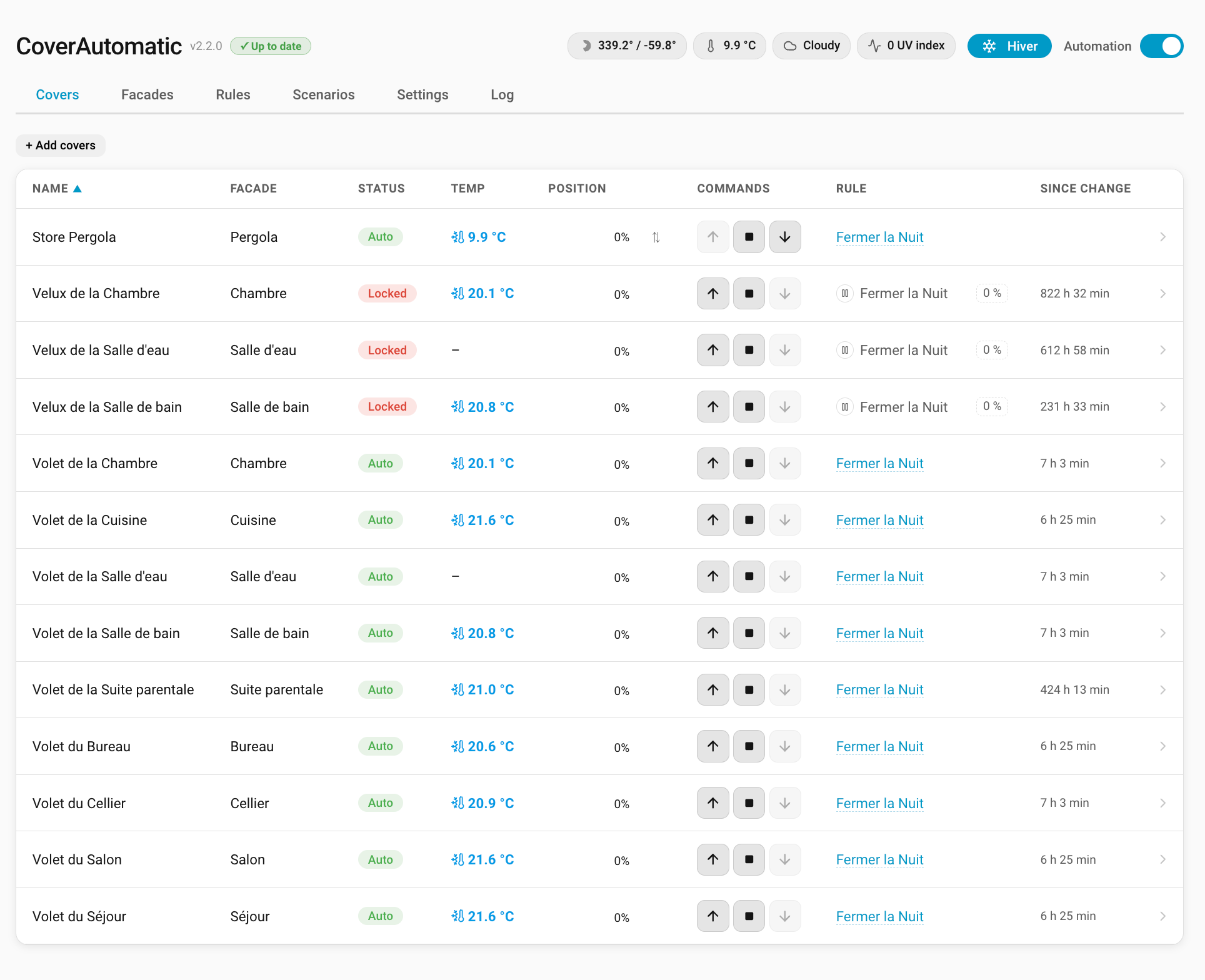 CoverAutomatic v2.2.0 ✓ Up to date 339.2° / -59.8° 9.9 °C Cloudy 0 UV index Hiver Automation
Covers Facades Rules Scenarios Settings Log
+ Add covers
NAME ▲ FACADE STATUS TEMP POSITION COMMANDS RULE SINCE CHANGE
Store Pergola Pergola Auto 9.9 °C 0% Fermer la Nuit
Velux de la Chambre Chambre Locked 20.1 °C 0% Fermer la Nuit 0 % 822 h 32 min
Velux de la Salle d'eau Salle d'eau Locked – 0% Fermer la Nuit 0 % 612 h 58 min
Velux de la Salle de bain Salle de bain Locked 20.8 °C 0% Fermer la Nuit 0 % 231 h 33 min
Volet de la Chambre Chambre Auto 20.1 °C 0% Fermer la Nuit 7 h 3 min
Volet de la Cuisine Cuisine Auto 21.6 °C 0% Fermer la Nuit 6 h 25 min
Volet de la Salle d'eau Salle d'eau Auto – 0% Fermer la Nuit 7 h 3 min
Volet de la Salle de bain Salle de bain Auto 20.8 °C 0% Fermer la Nuit 7 h 3 min
Volet de la Suite parentale Suite parentale Auto 21.0 °C 0% Fermer la Nuit 424 h 13 min
Volet du Bureau Bureau Auto 20.6 °C 0% Fermer la Nuit 6 h 25 min
Volet du Cellier Cellier Auto 20.9 °C 0% Fermer la Nuit 7 h 3 min
Volet du Salon Salon Auto 21.6 °C 0% Fermer la Nuit 6 h 25 min
Volet du Séjour Séjour Auto 21.6 °C 0% Fermer la Nuit 6 h 25 min